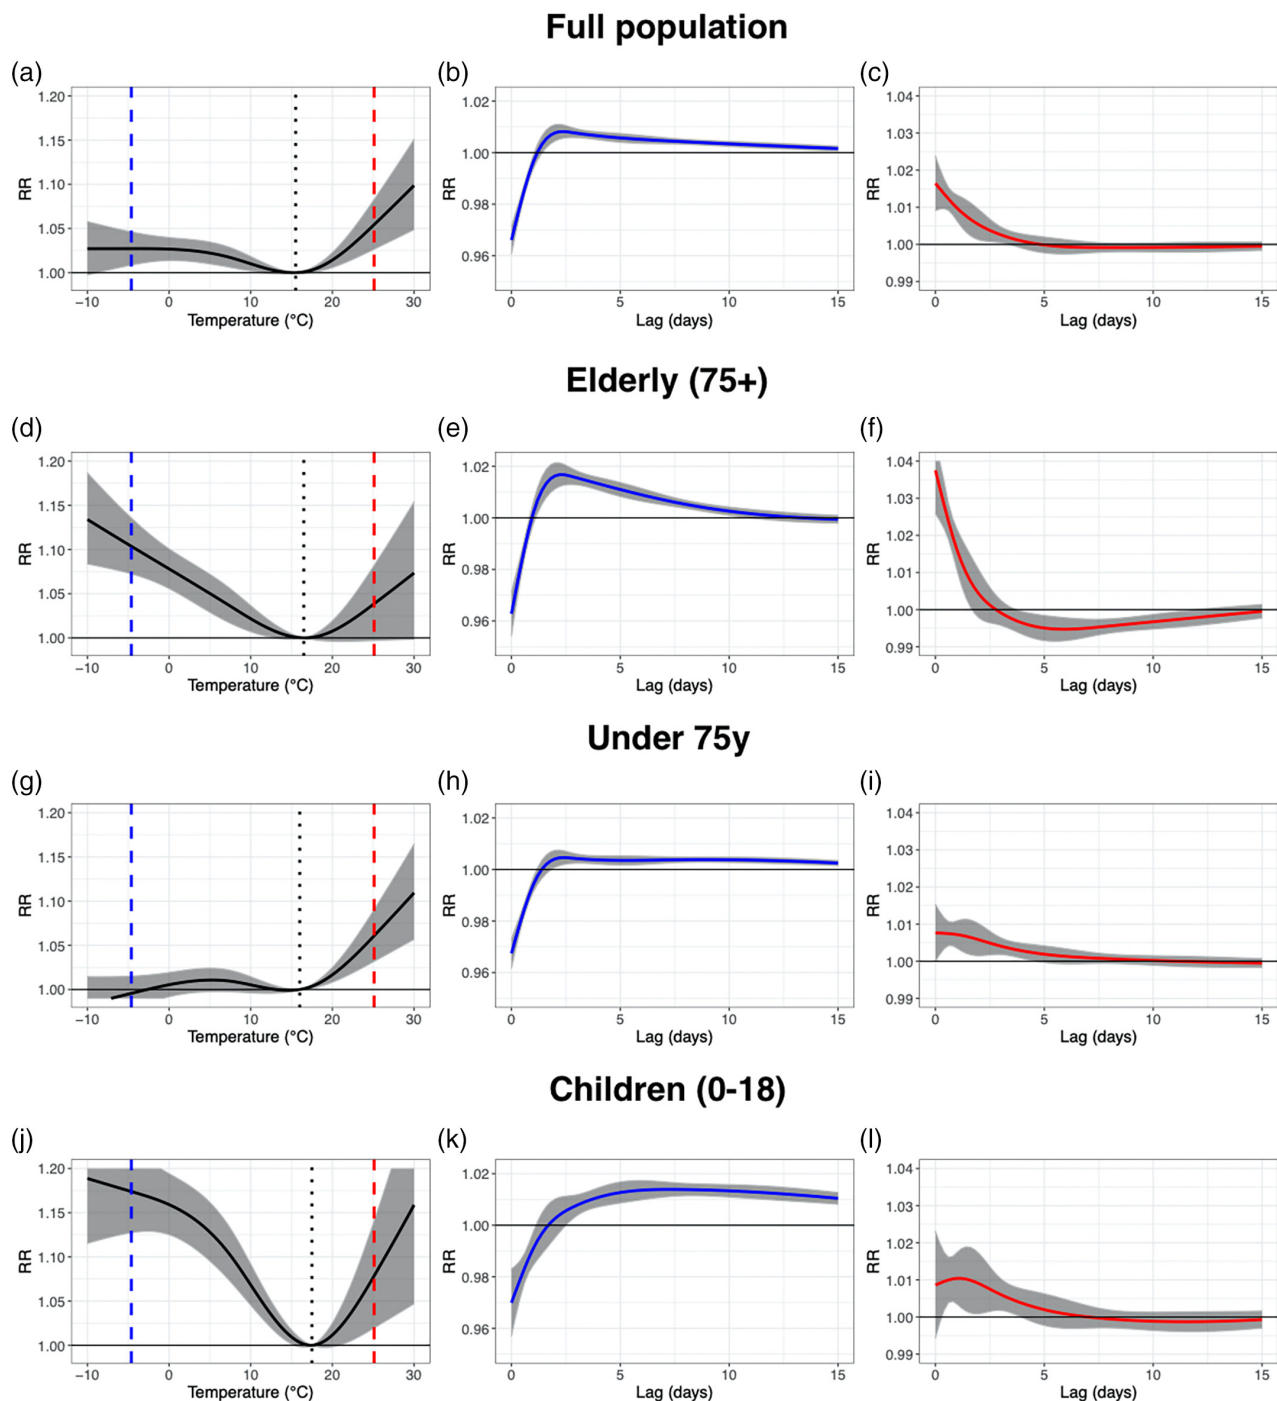 Full population
(a) (b) (c)
1.20
1.15
1.10
1.05
1.00
RR
−10 0 10 20 30
Temperature (°C)
1.02
1.00
0.98
0.96
RR
0 5 10 15
Lag (days)
1.04
1.03
1.02
1.01
1.00
0.99
RR
0 5 10 15
Lag (days)
Elderly (75+)
(d) (e) (f)
1.20
1.15
1.10
1.05
1.00
RR
−10 0 10 20 30
Temperature (°C)
1.02
1.00
0.98
0.96
RR
0 5 10 15
Lag (days)
1.04
1.03
1.02
1.01
1.00
0.99
RR
0 5 10 15
Lag (days)
Under 75y
(g) (h) (i)
1.20
1.15
1.10
1.05
1.00
RR
−10 0 10 20 30
Temperature (°C)
1.02
1.00
0.98
0.96
RR
0 5 10 15
Lag (days)
1.04
1.03
1.02
1.01
1.00
0.99
RR
0 5 10 15
Lag (days)
Children (0-18)
(j) (k) (l)
1.20
1.15
1.10
1.05
1.00
RR
−10 0 10 20 30
Temperature (°C)
1.02
1.00
0.98
0.96
RR
0 5 10 15
Lag (days)
1.04
1.03
1.02
1.01
1.00
0.99
RR
0 5 10 15
Lag (days)